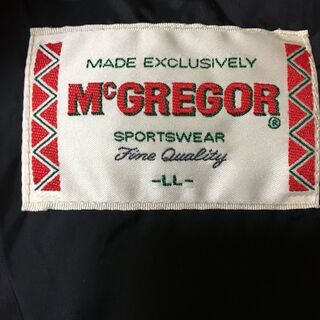 MADE EXCLUSIVELY
McGREGOR®
SPORTSWEAR
Fine Quality
-LL-